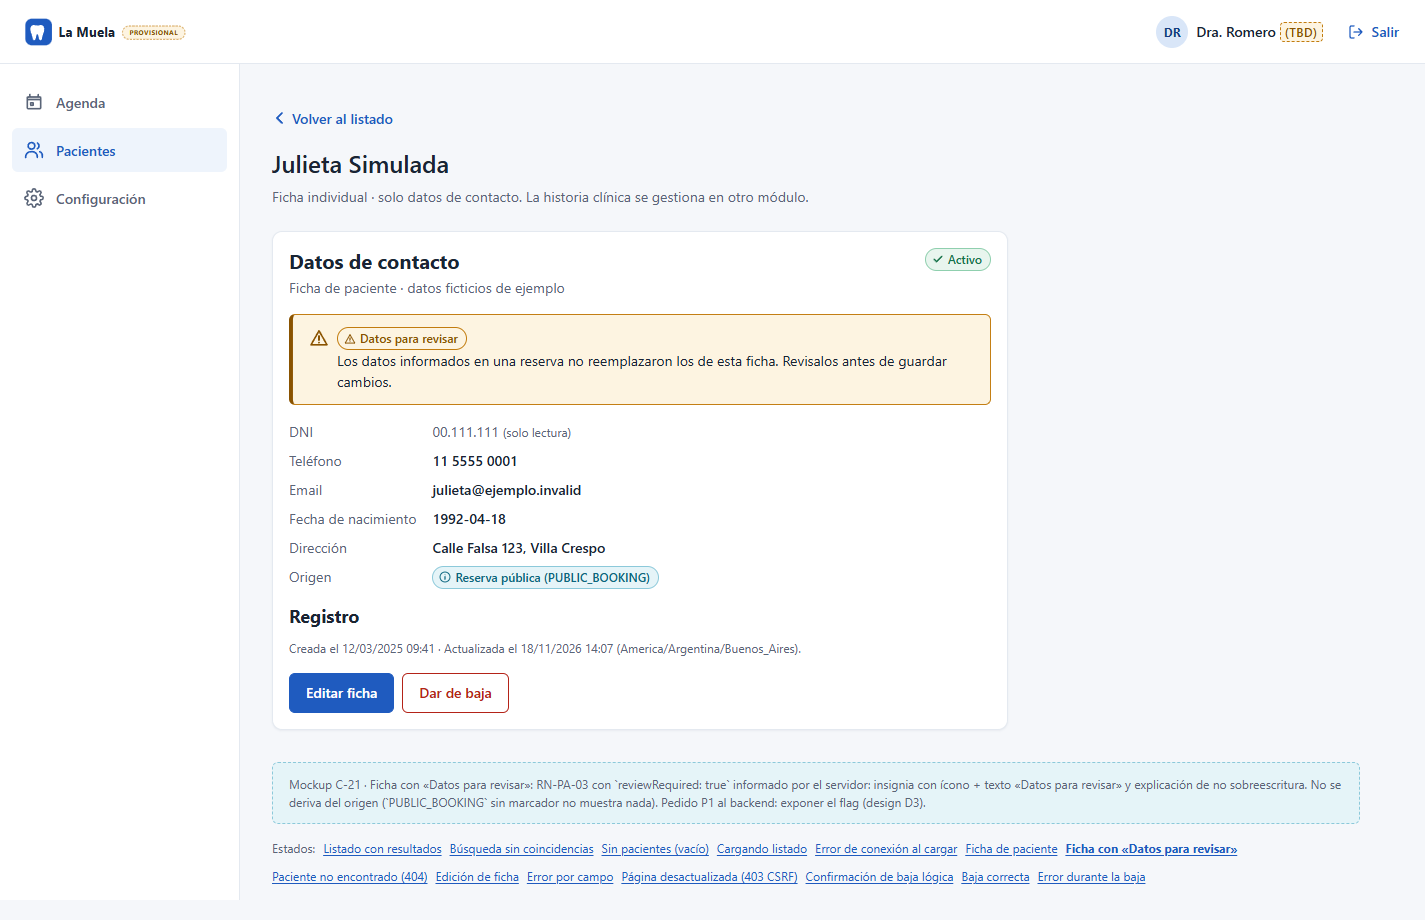 La Muela PROVISIONAL
DR Dra. Romero (TBD) Salir
Agenda
Pacientes
Configuración
Volver al listado
Julieta Simulada
Ficha individual · solo datos de contacto. La historia clínica se gestiona en otro módulo.
Datos de contacto
Activo
Ficha de paciente · datos ficticios de ejemplo
Datos para revisar
Los datos informados en una reserva no reemplazaron los de esta ficha. Revisalos antes de guardar
cambios.
DNI 00.111.111 (solo lectura)
Teléfono 11 5555 0001
Email julieta@ejemplo.invalid
Fecha de nacimiento 1992-04-18
Dirección Calle Falsa 123, Villa Crespo
Origen Reserva pública (PUBLIC_BOOKING)
Registro
Creada el 12/03/2025 09:41 · Actualizada el 18/11/2026 14:07 (America/Argentina/Buenos_Aires).
Editar ficha Dar de baja
Mockup C-21 · Ficha con «Datos para revisar»: RN-PA-03 con `reviewRequired: true` informado por el servidor: insignia con ícono + texto «Datos para revisar» y explicación de no sobreescritura. No se
deriva del origen (`PUBLIC_BOOKING` sin marcador no muestra nada). Pedido P1 al backend: exponer el flag (design D3).
Estados: Listado con resultados Búsqueda sin coincidencias Sin pacientes (vacío) Cargando listado Error de conexión al cargar Ficha de paciente Ficha con «Datos para revisar»
Paciente no encontrado (404) Edición de ficha Error por campo Página desactualizada (403 CSRF) Confirmación de baja lógica Baja correcta Error durante la baja